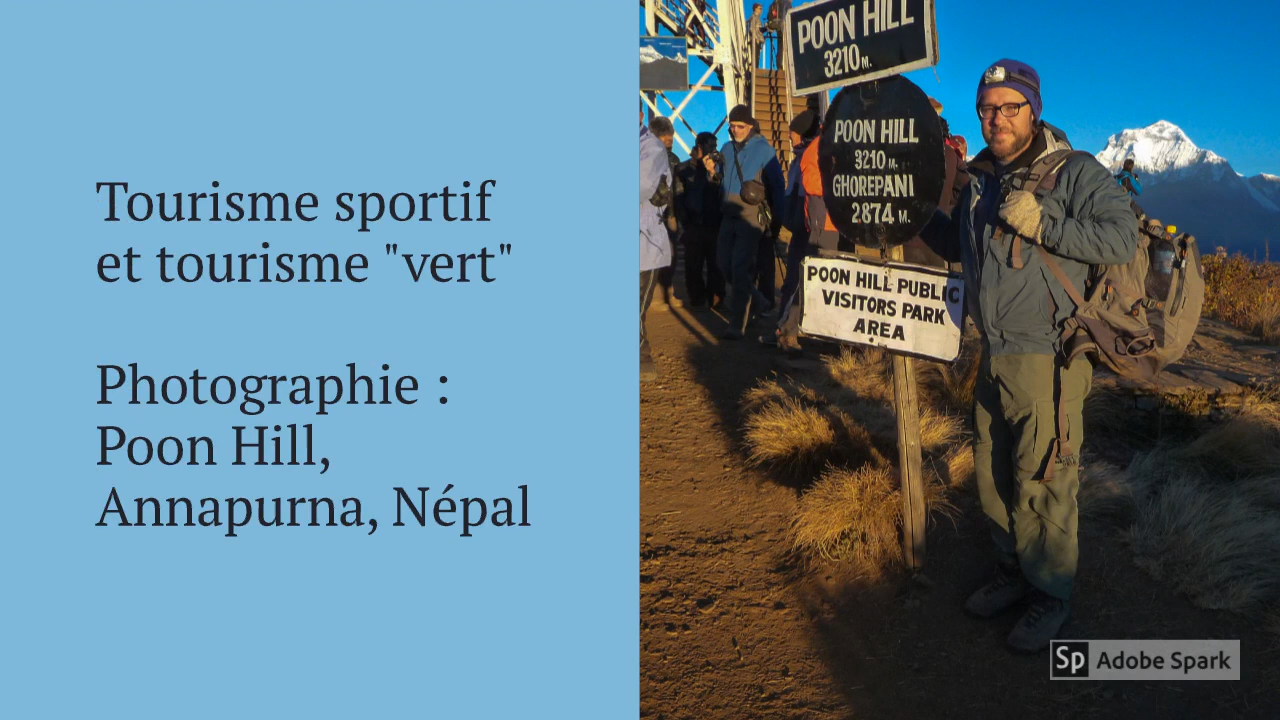 Tourisme sportif
et tourisme "vert"
Photographie :
Poon Hill,
Annapurna, Népal
POON HILL
3210 M.
POON HILL
3210 M.
GHOREPANI
2874 M.
POON HILL PUBLIC
VISITORS PARK
AREA
Sp Adobe Spark